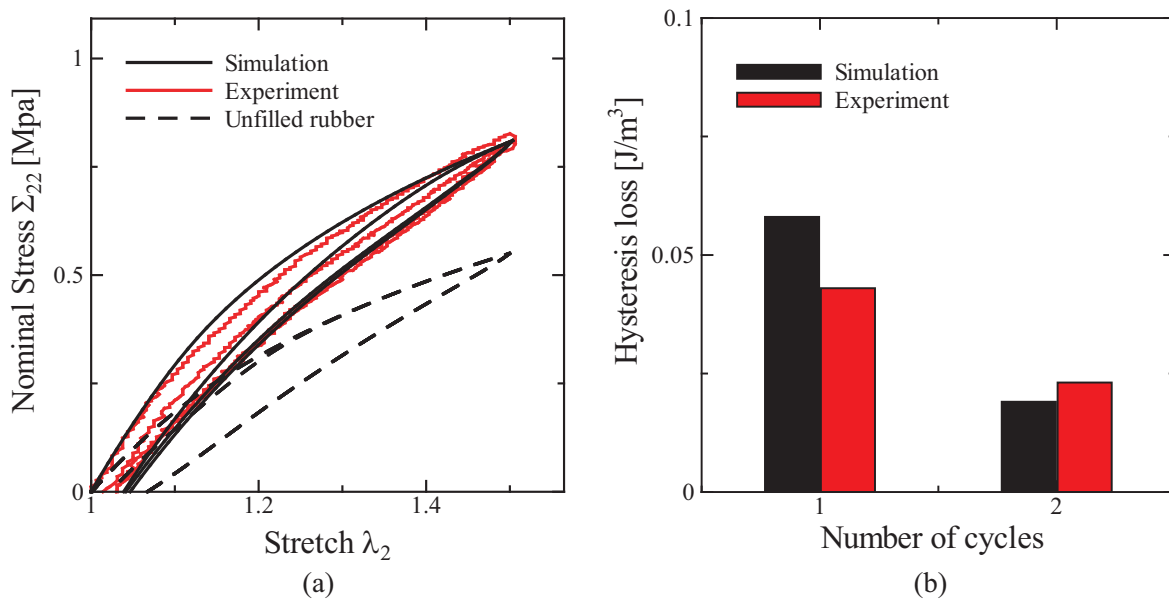 1
0.5
0
Nominal Stress Σ22 [Mpa]
Simulation
Experiment
Unfilled rubber
1
1.2
1.4
Stretch λ2
(a)
0.1
0.05
0
Hysteresis loss [J/m3]
Simulation
Experiment
1
2
Number of cycles
(b)